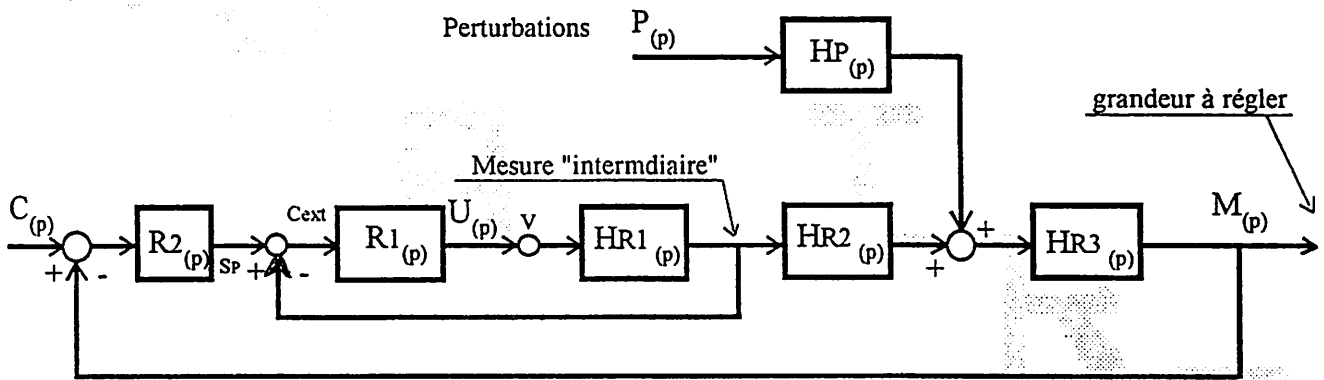 Perturbations P(p)
HP(p)
grandeur à régler
Mesure "intermdiaire"
C(p)
R2(p)
SP
Cext
R1(p)
U(p)
V
HR1(p)
HR2(p)
HR3(p)
M(p)
+ -
+ -
+ +